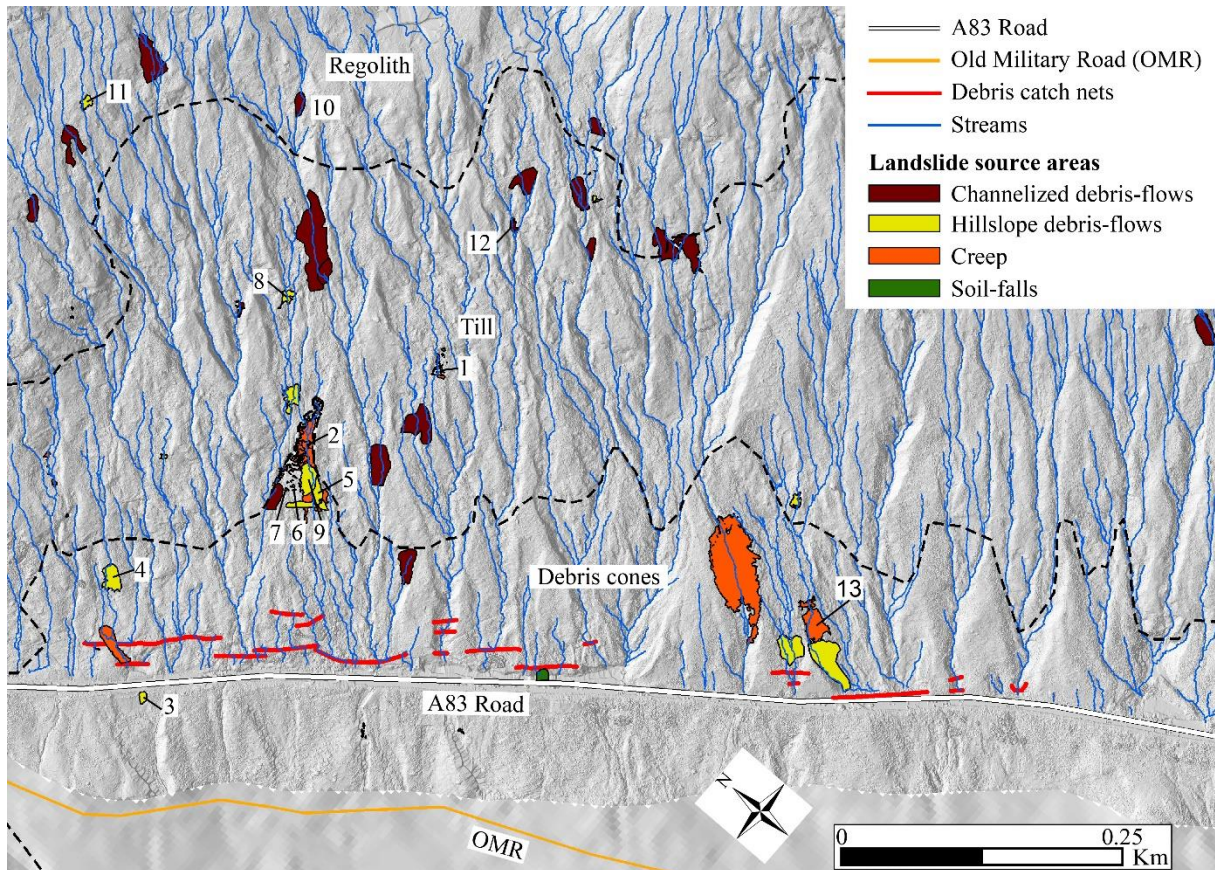 A83 Road
Old Military Road (OMR)
Debris catch nets
Streams
Landslide source areas
Channelized debris-flows
Hillslope debris-flows
Creep
Soil-falls
Regolith
11
10
12
8
Till
1
2
5
7 6 9
4
Debris cones
13
3
A83 Road
N
OMR
0 0.25
Km